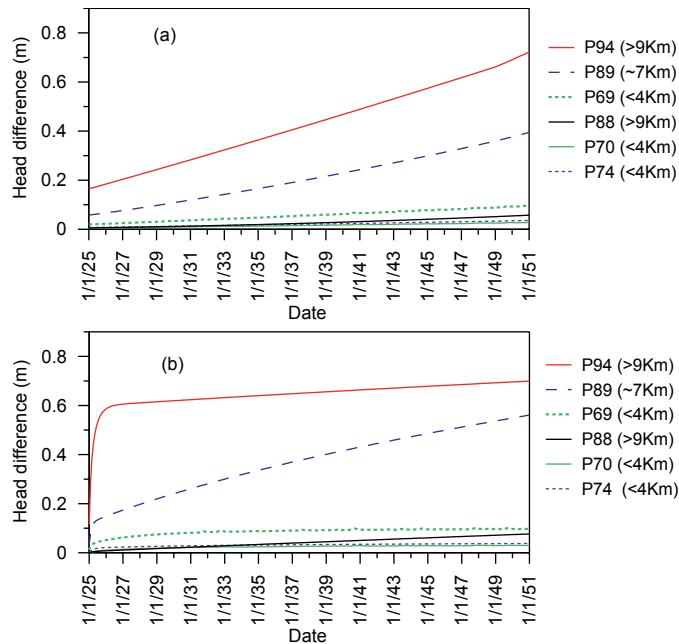 (a)
Head difference (m)
0.8
0.6
0.4
0.2
0
1/1/25
1/1/27
1/1/29
1/1/31
1/1/33
1/1/35
1/1/37
1/1/39
1/1/41
1/1/43
1/1/45
1/1/47
1/1/49
1/1/51
Date
P94 (>9Km)
P89 (~7Km)
P69 (<4Km)
P88 (>9Km)
P70 (<4Km)
P74 (<4Km)
(b)
Head difference (m)
0.8
0.6
0.4
0.2
0
1/1/25
1/1/27
1/1/29
1/1/31
1/1/33
1/1/35
1/1/37
1/1/39
1/1/41
1/1/43
1/1/45
1/1/47
1/1/49
1/1/51
Date
P94 (>9Km)
P89 (~7Km)
P69 (<4Km)
P88 (>9Km)
P70 (<4Km)
P74 (<4Km)